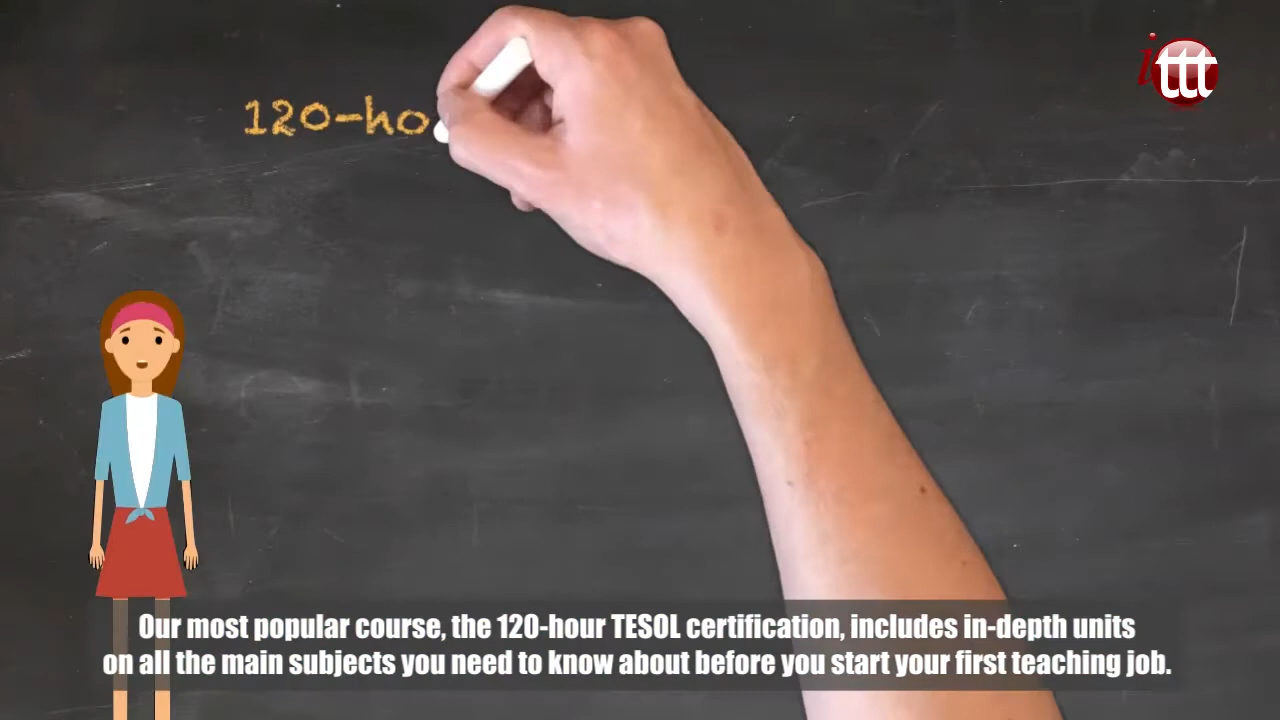 ittt
120-ho
Our most popular course, the 120-hour TESOL certification, includes in-depth units
on all the main subjects you need to know about before you start your first teaching job.